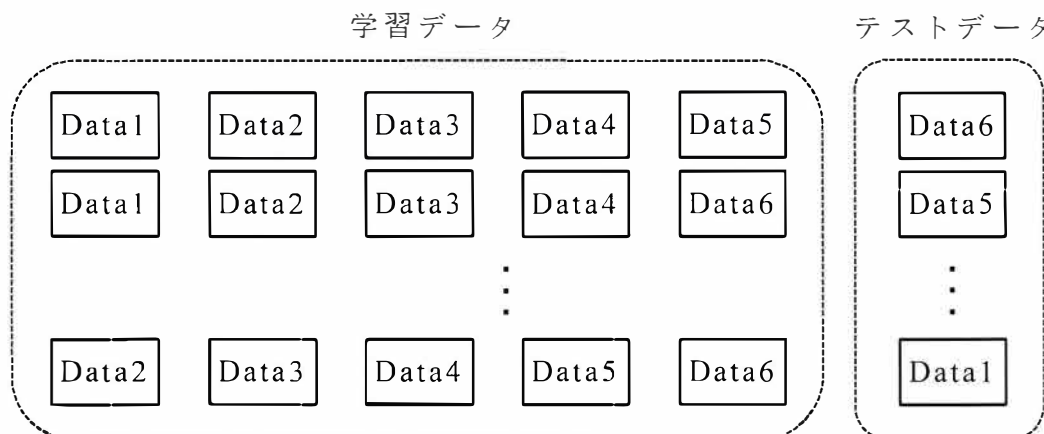 学習データ テストデータ
Data1 Data2 Data3 Data4 Data5 Data6
Data1 Data2 Data3 Data4 Data6 Data5
Data2 Data3 Data4 Data5 Data6 Data1